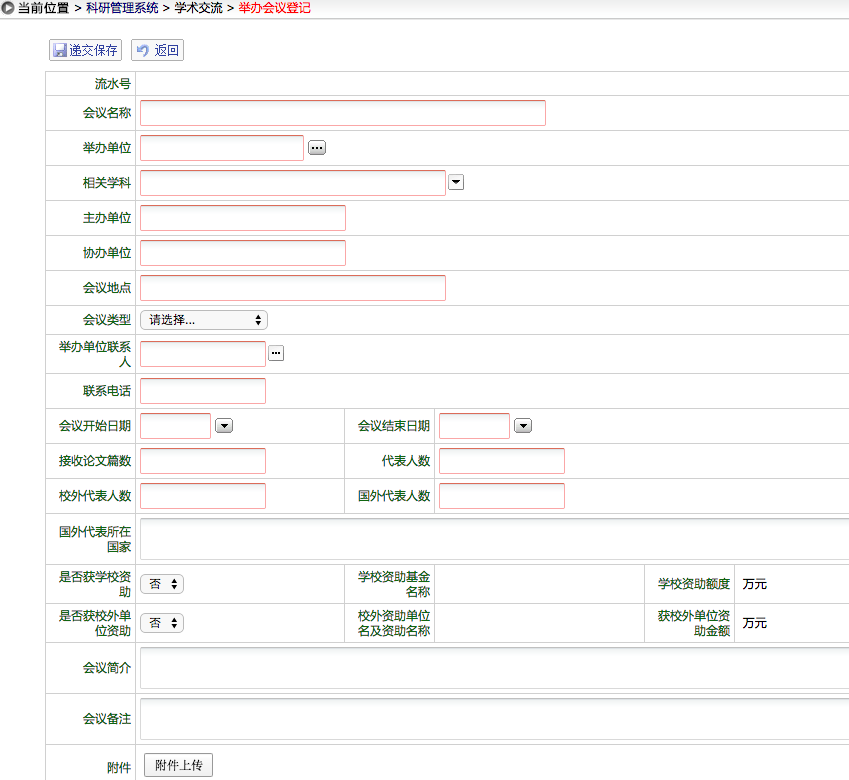 当前位置 > 科研管理系统 > 学术交流 > 举办会议登记
递交保存 返回
流水号
会议名称
举办单位
相关学科
主办单位
协办单位
会议地点
会议类型 请选择...
举办单位联系
人
联系电话
会议开始日期 会议结束日期
接收论文篇数 代表人数
校外代表人数 国外代表人数
国外代表所在
国家
是否获学校资
助 否 学校资助基金
名称 学校资助额度 万元
是否获校外单
位资助 否 校外资助单位
名及资助名称 获校外单位资
助金额 万元
会议简介
会议备注
附件 附件上传